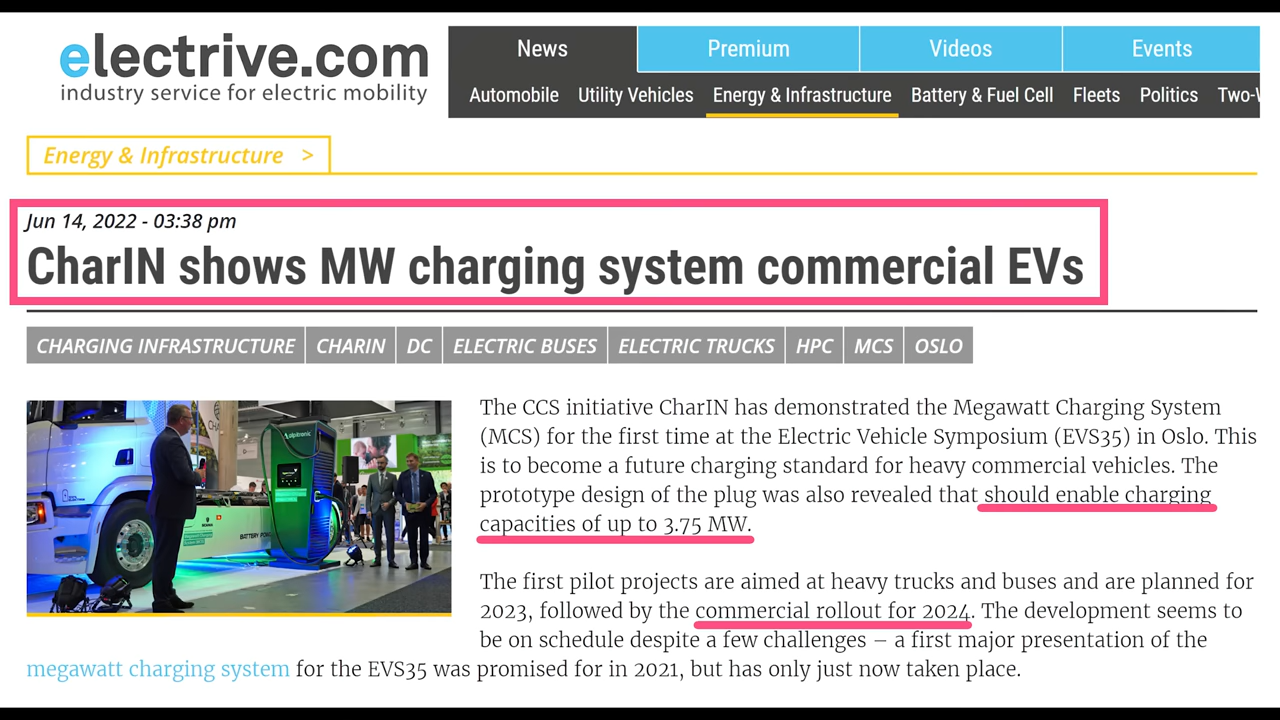 electrive.com
industry service for electric mobility
News Premium Videos Events
Automobile Utility Vehicles Energy & Infrastructure Battery & Fuel Cell Fleets Politics Two-
Energy & Infrastructure >
Jun 14, 2022 - 03:38 pm
CharIN shows MW charging system commercial EVs
CHARGING INFRASTRUCTURE CHARIN DC ELECTRIC BUSES ELECTRIC TRUCKS HPC MCS OSLO
The CCS initiative CharIN has demonstrated the Megawatt Charging System
(MCS) for the first time at the Electric Vehicle Symposium (EVS35) in Oslo. This
is to become a future charging standard for heavy commercial vehicles. The
prototype design of the plug was also revealed that should enable charging
capacities of up to 3.75 MW.
The first pilot projects are aimed at heavy trucks and buses and are planned for
2023, followed by the commercial rollout for 2024. The development seems to
be on schedule despite a few challenges – a first major presentation of the
megawatt charging system for the EVS35 was promised for in 2021, but has only just now taken place.
alpitronic
SCANIA